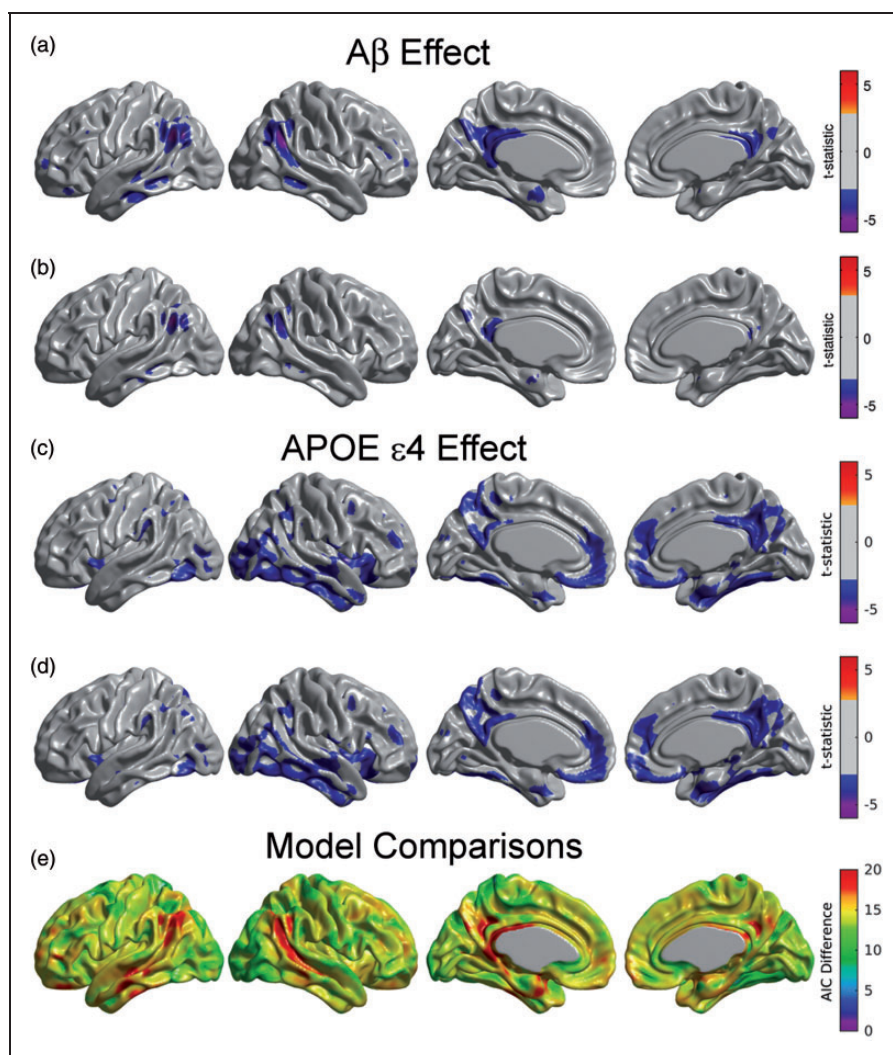 (a)
Aβ Effect
5
0
-5
t-statistic
(b)
5
0
-5
t-statistic
(c)
APOE ε4 Effect
5
0
-5
t-statistic
(d)
5
0
-5
t-statistic
(e)
Model Comparisons
20
15
10
5
0
AIC Difference